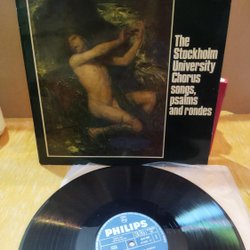 The
Stockholm
University
Chorus
songs,
psalms
and rondes
PHILIPS